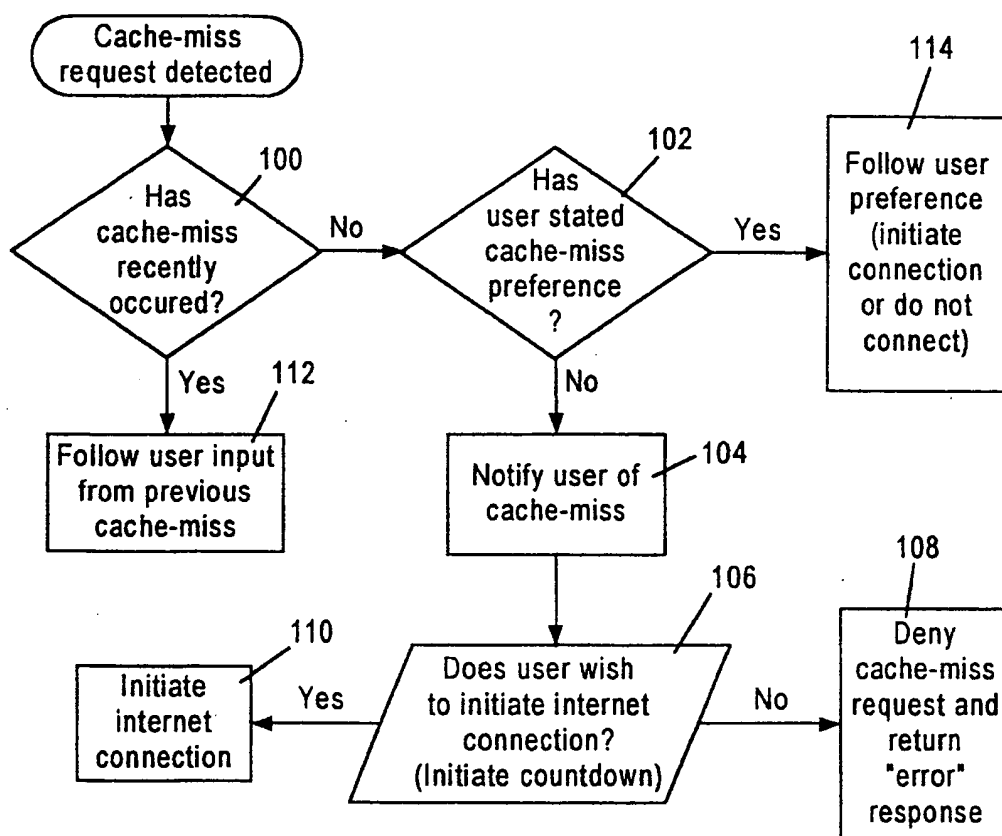 Cache-miss
request detected
100
Has
cache-miss
recently
occured?
No
Yes
112
Follow user input
from previous
cache-miss
102
Has
user stated
cache-miss
preference
?
Yes
No
114
Follow user
preference
(initiate
connection
or do not
connect)
104
Notify user of
cache-miss
106
Does user wish
to initiate internet
connection?
(Initiate countdown)
Yes
No
110
Initiate
internet
connection
108
Deny
cache-miss
request and
return
"error"
response